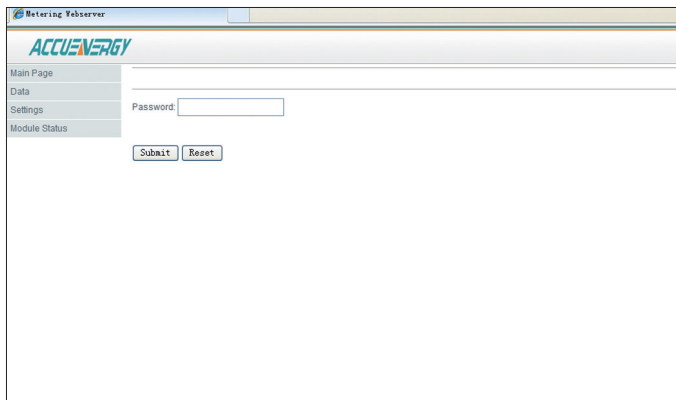 Metering Webserver
ACCUENERGY
Main Page
Data
Settings
Password:
Module Status
Submit Reset